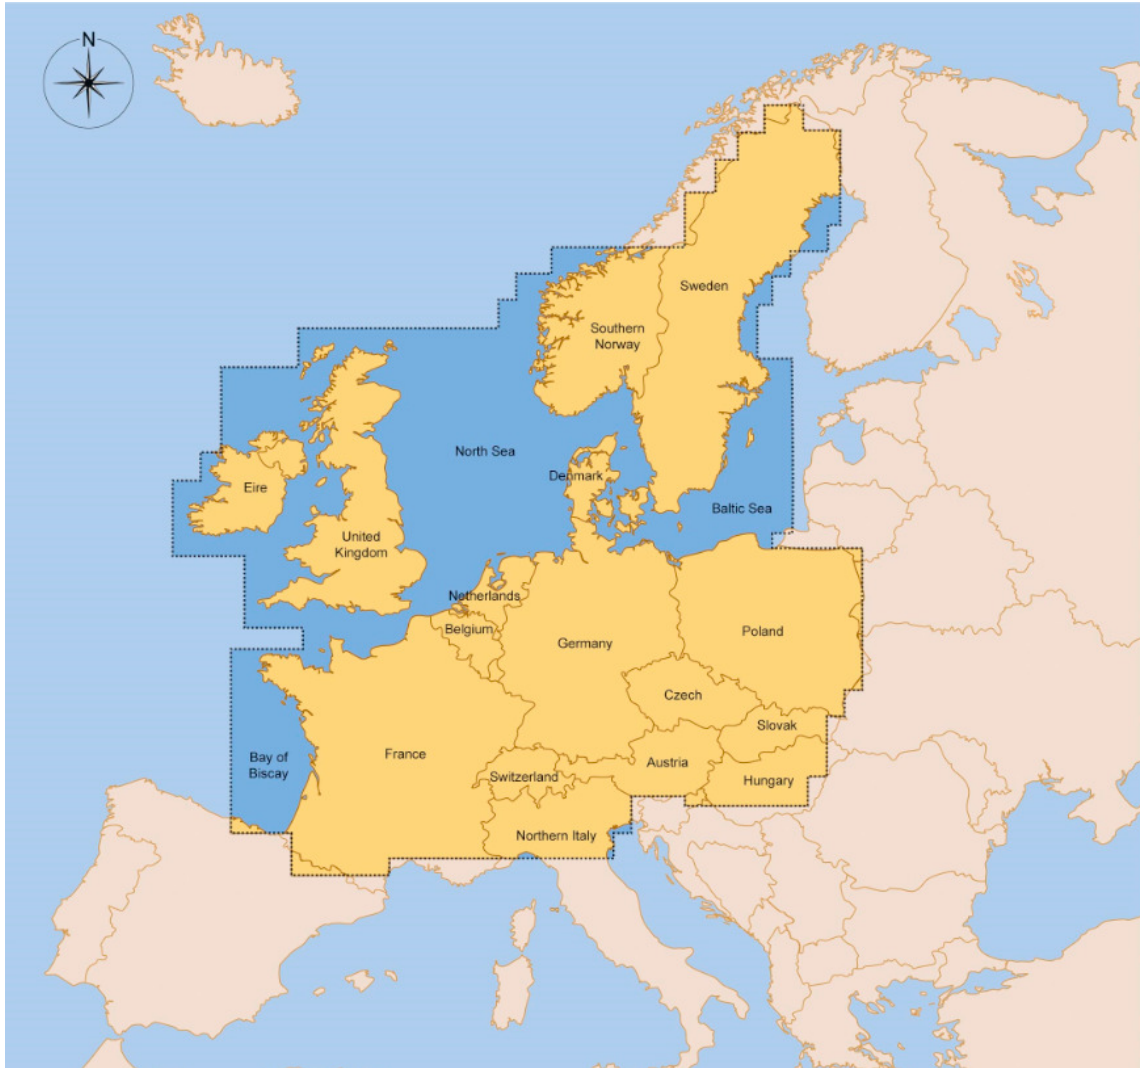 N
Sweden
Southern
Norway
North Sea
Denmark
Eire
Baltic Sea
United
Kingdom
Netherlands
Belgium
Germany
Poland
Czech
Slovak
France
Bay of
Biscay
Switzerland
Austria
Hungary
Northern Italy